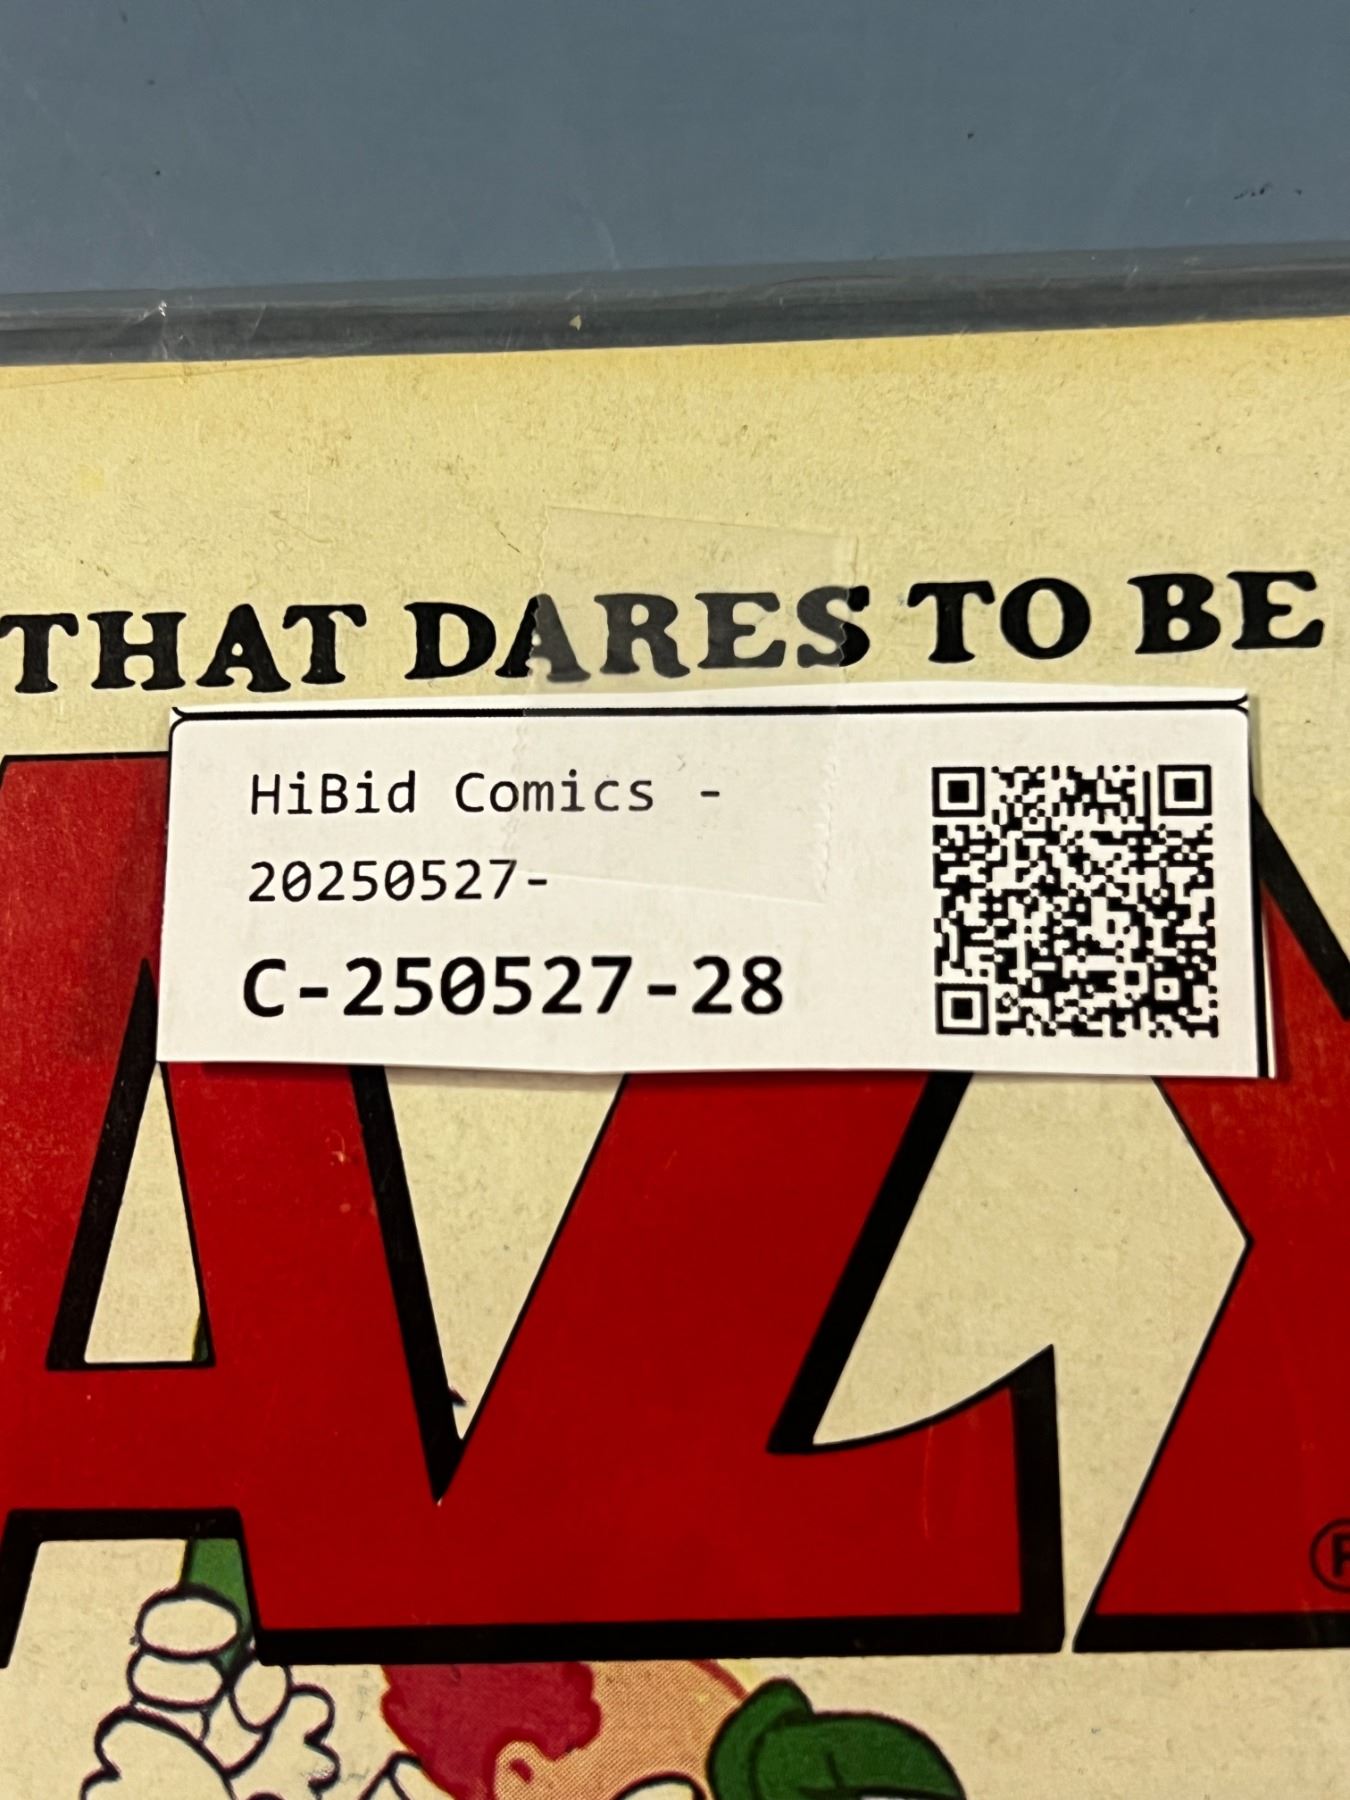 THAT DARES TO BE
HiBid Comics -
20250527-
C-250527-28